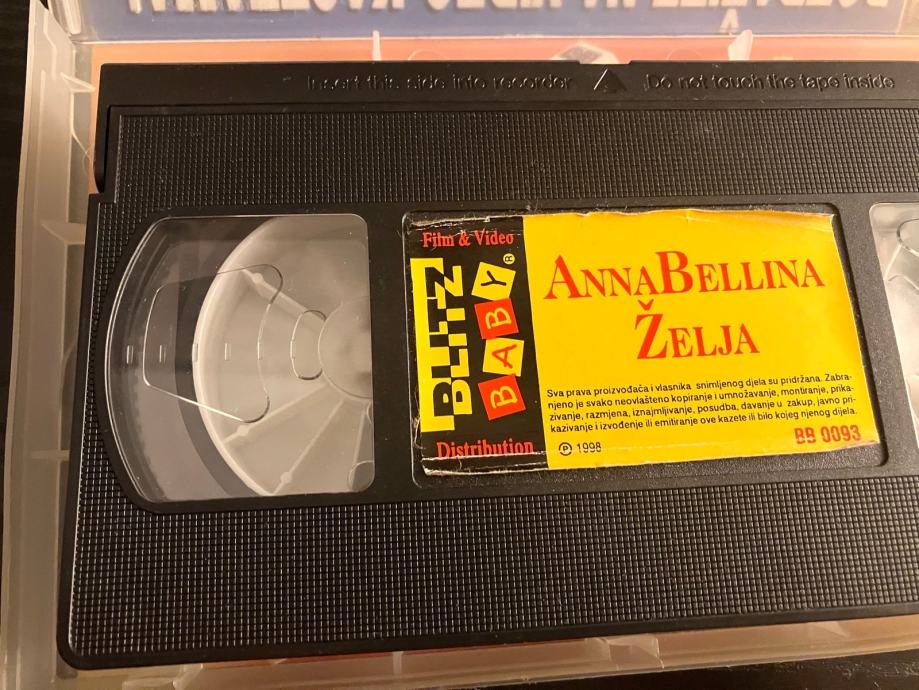 Insert this side into recorder Do not touch the tape inside
Film & Video
BLITZ
BABY®
Distribution
ANNABELLINA
ŽELJA
Sva prava proizvođača i vlasnika snimljenog djela su pridržana. Zabra-
njeno je svako neovlašteno kopiranje i umnožavanje, montiranje, prika-
zivanje, razmjena, iznajmljivanje, posudba, davanje u zakup, javno pri-
kazivanje i izvođenje ili emitiranje ove kazete ili bilo kojeg njenog dijela.
℗ 1998
BB 0093